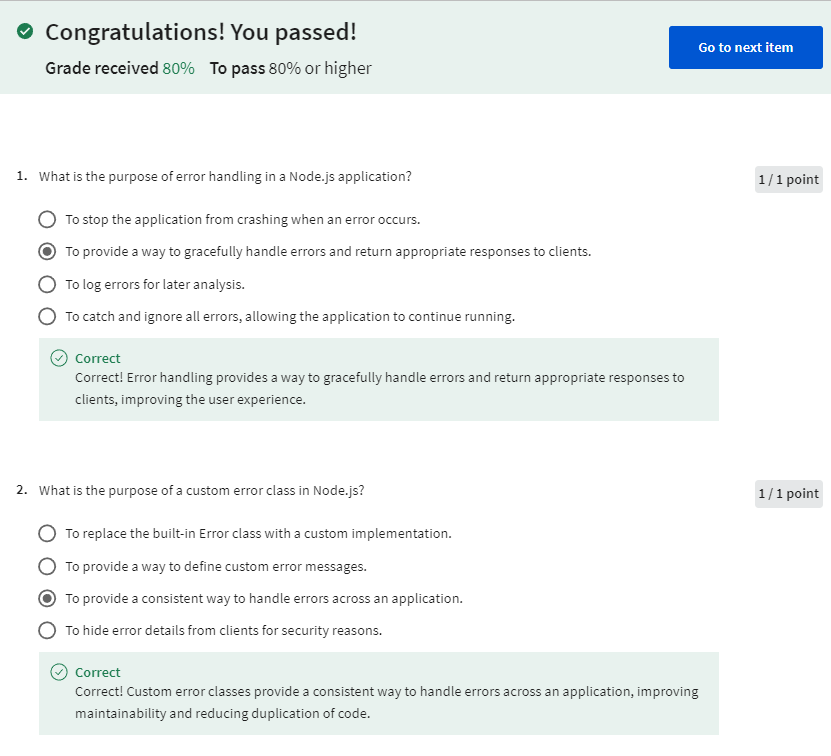 Congratulations! You passed!
Grade received 80% To pass 80% or higher
Go to next item
1. What is the purpose of error handling in a Node.js application?
1 / 1 point
To stop the application from crashing when an error occurs.
To provide a way to gracefully handle errors and return appropriate responses to clients.
To log errors for later analysis.
To catch and ignore all errors, allowing the application to continue running.
Correct
Correct! Error handling provides a way to gracefully handle errors and return appropriate responses to
clients, improving the user experience.
2. What is the purpose of a custom error class in Node.js?
1 / 1 point
To replace the built-in Error class with a custom implementation.
To provide a way to define custom error messages.
To provide a consistent way to handle errors across an application.
To hide error details from clients for security reasons.
Correct
Correct! Custom error classes provide a consistent way to handle errors across an application, improving
maintainability and reducing duplication of code.